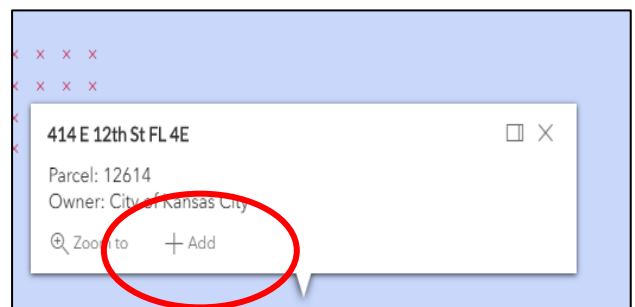 414 E 12th St FL 4E
Parcel: 12614
Owner: City of Kansas City
Zoom to + Add